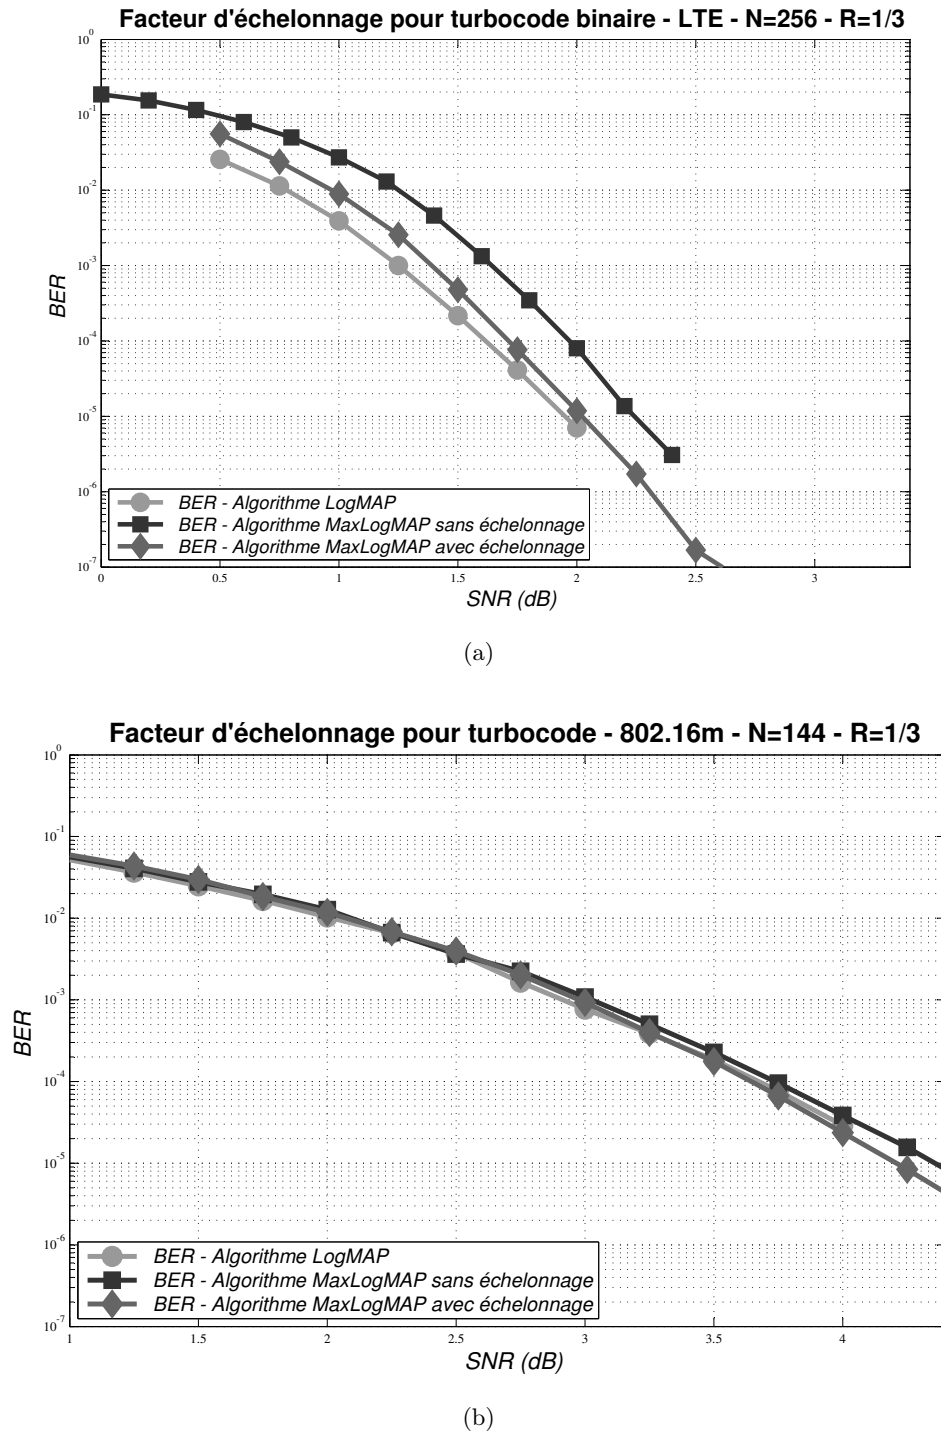 Facteur d'échelonnage pour turbocode binaire - LTE - N=256 - R=1/3
10^0
10^-1
10^-2
10^-3
10^-4
10^-5
10^-6
10^-7
BER
BER - Algorithme LogMAP
BER - Algorithme MaxLogMAP sans échelonnage
BER - Algorithme MaxLogMAP avec échelonnage
0 0.5 1 1.5 2 2.5 3
SNR (dB)
(a)
Facteur d'échelonnage pour turbocode - 802.16m - N=144 - R=1/3
10^0
10^-1
10^-2
10^-3
10^-4
10^-5
10^-6
10^-7
BER
BER - Algorithme LogMAP
BER - Algorithme MaxLogMAP sans échelonnage
BER - Algorithme MaxLogMAP avec échelonnage
1 1.5 2 2.5 3 3.5 4
SNR (dB)
(b)